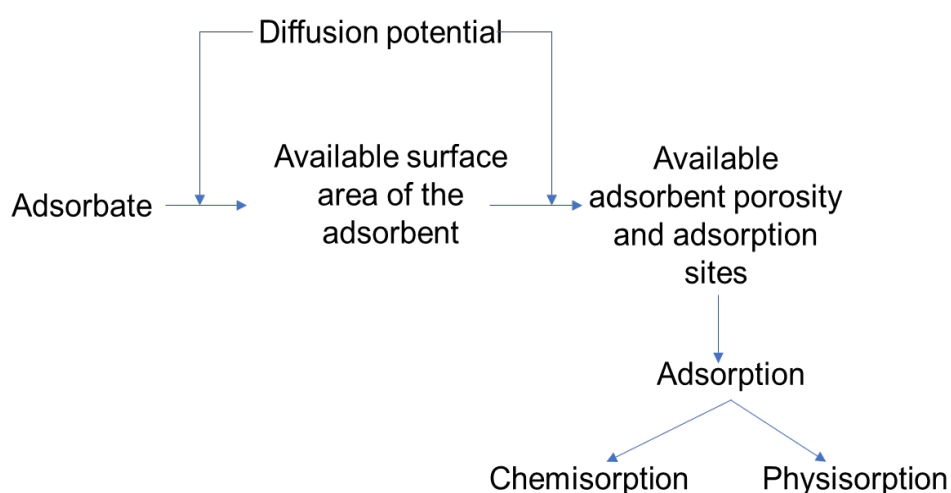 Diffusion potential
Adsorbate
Available surface
area of the
adsorbent
Available
adsorbent porosity
and adsorption
sites
Adsorption
Chemisorption
Physisorption